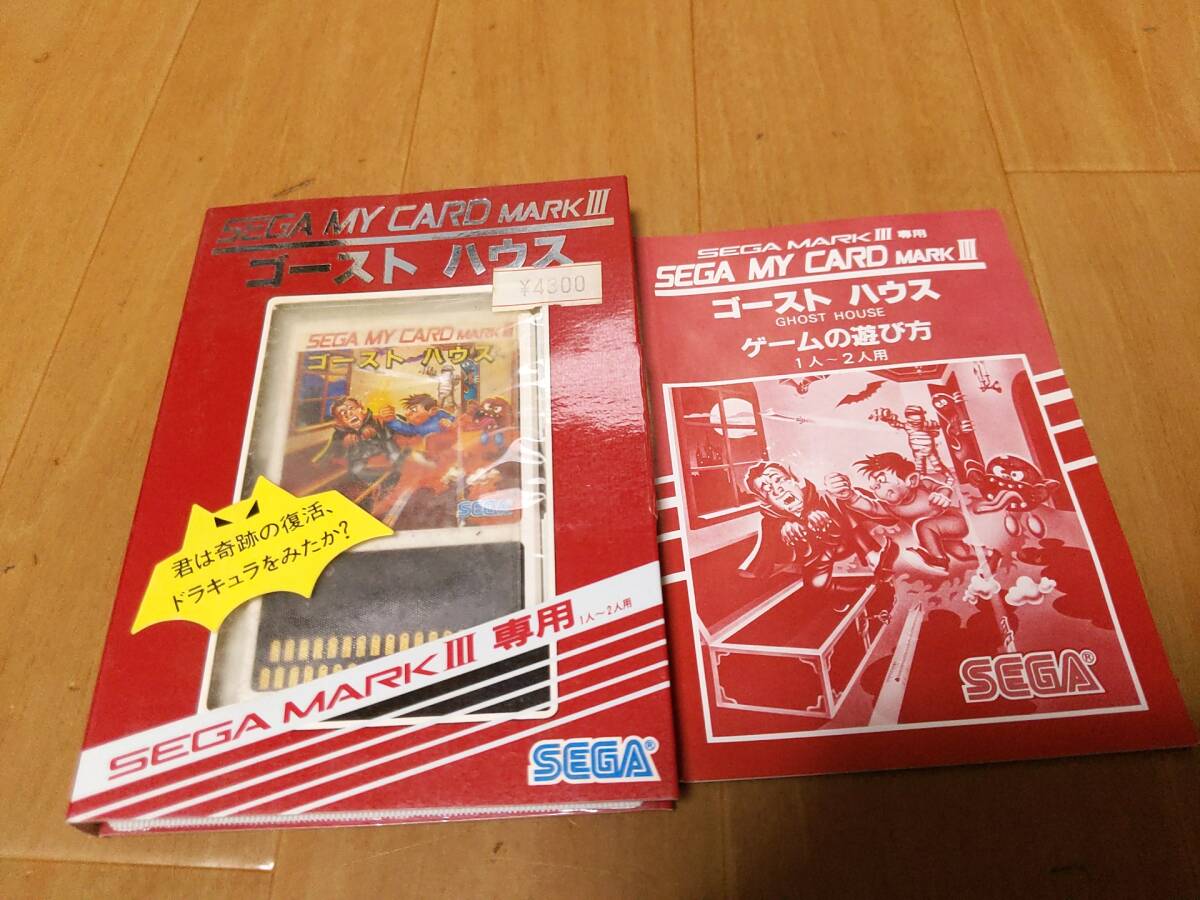 SEGA MY CARD MARK III
ゴースト ハウス
¥4300
SEGA MY CARD MARK III
ゴースト ハウス
SEGA
君は奇跡の復活、
ドラキュラをみたか?
SEGA MARK III 専用 1人~2人用
SEGA®
SEGA MARK III 専用
SEGA MY CARD MARK III
ゴースト ハウス
GHOST HOUSE
ゲームの遊び方
1人~2人用
SEGA®